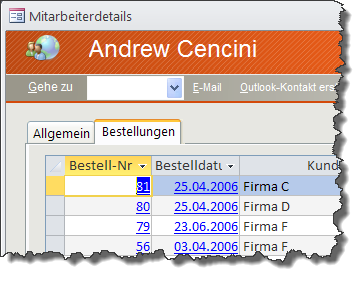 Mitarbeiterdetails
Andrew Cencini
Gehe zu E-Mail Outlook-Kontakt ers
Allgemein Bestellungen
Bestell-Nr Bestelldatu Kund
81 25.04.2006 Firma C
80 25.04.2006 Firma D
79 23.06.2006 Firma F
56 03.04.2006 Firma F